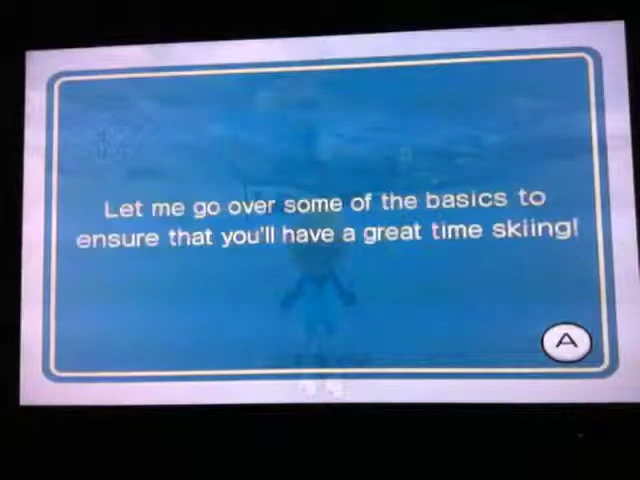 Let me go over some of the basics to
ensure that you'll have a great time skiing!
A